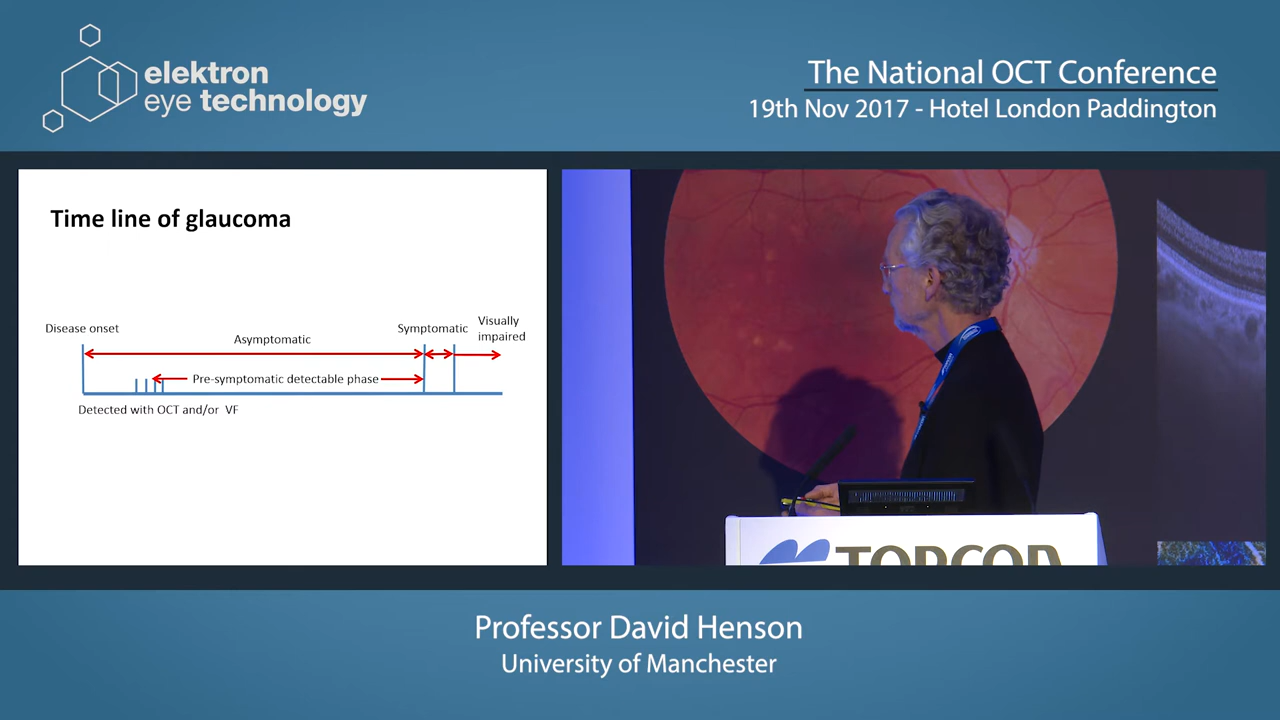 elektron
eye technology
The National OCT Conference
19th Nov 2017 - Hotel London Paddington
Time line of glaucoma
Disease onset
Asymptomatic
Symptomatic
Visually
impaired
Pre-symptomatic detectable phase
Detected with OCT and/or VF
TOPCON
Professor David Henson
University of Manchester